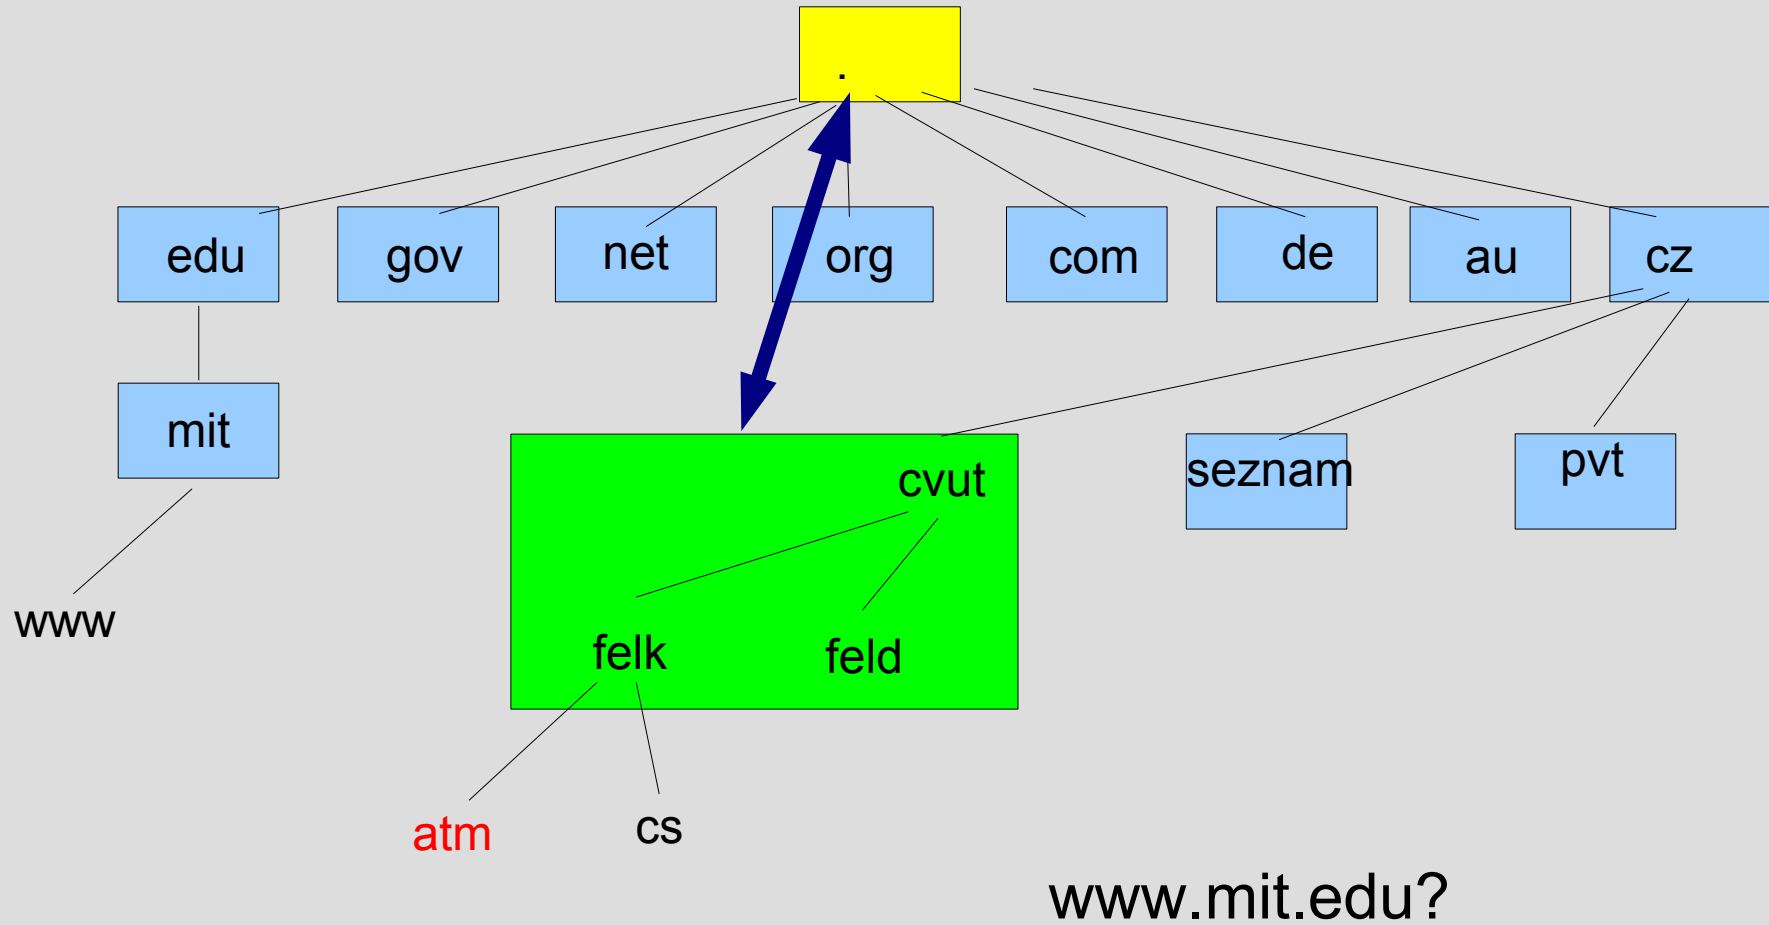 .
edu
gov
net
org
com
de
au
cz
mit
cvut
seznam
pvt
www
felk
feld
atm
cs
www.mit.edu?